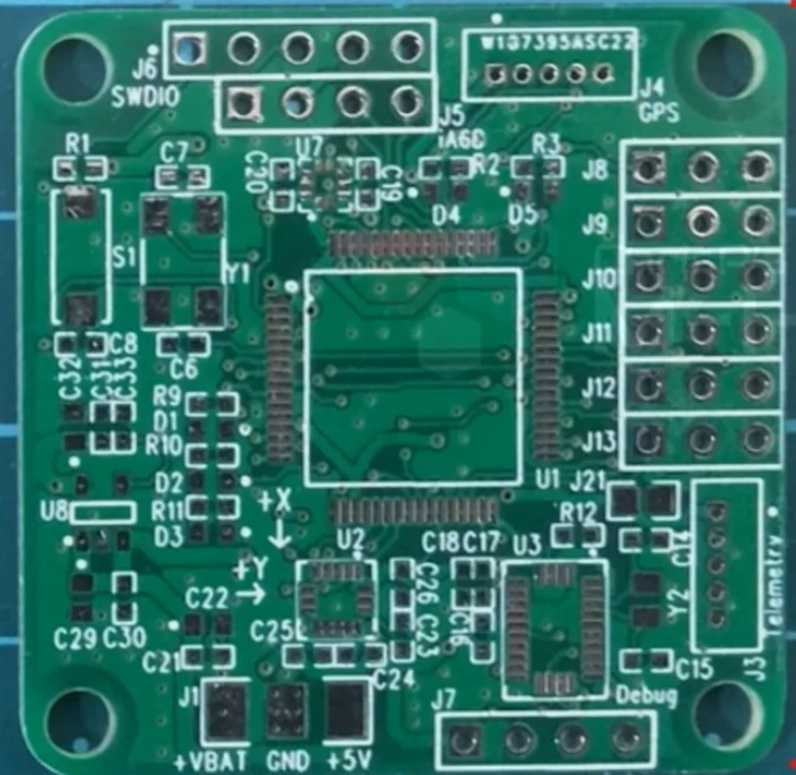 J6
SWDIO
W1G7395ASC22
J4
GPS
J5
IA6D
R1
C7
U7
C20
C19
R2
R3
D4
D5
J8
J9
J10
J11
J12
J13
S1
Y1
C8
C6
C32
C31
C33
R9
D1
R10
D2
R11
D3
U8
+X
+Y
U1
J21
R12
U2
C18
C17
U3
C14
Y2
Telemetry
J3
C26
C23
C16
C22
C25
C29
C30
C21
C24
C15
J1
+VBAT
GND
+5V
J7
Debug